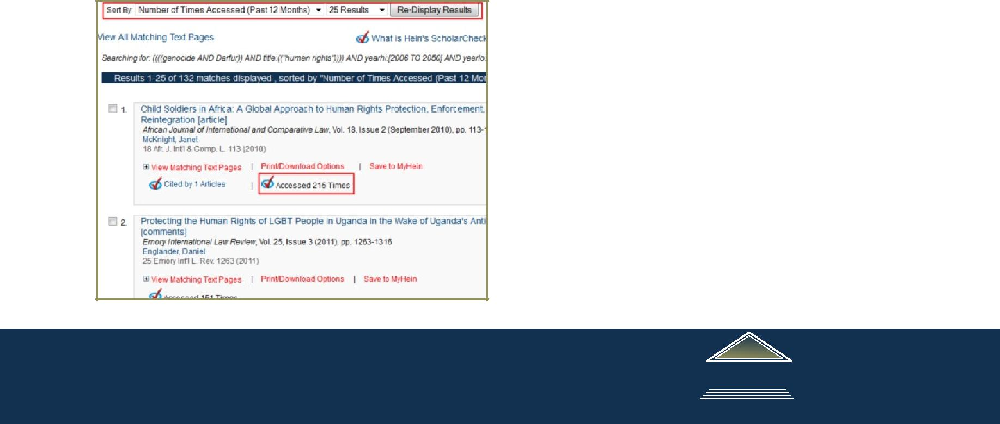 Sort By: Number of Times Accessed (Past 12 Months) 25 Results Re-Display Results
View All Matching Text Pages What is Hein's ScholarCheck
Searching for: ((((genocide AND Darfur)) AND title:(("human rights")))) AND yearhi:[2006 TO 2050] AND yearlo:
Results 1-25 of 132 matches displayed , sorted by "Number of Times Accessed (Past 12 Mon
1. Child Soldiers in Africa: A Global Approach to Human Rights Protection, Enforcement,
Reintegration [article]
African Journal of International and Comparative Law, Vol. 18, Issue 2 (September 2010), pp. 113-1
McKnight, Janet
18 Afr. J. Int'l & Comp. L. 113 (2010)
View Matching Text Pages | Print/Download Options | Save to MyHein
Cited by 1 Articles | Accessed 215 Times
2. Protecting the Human Rights of LGBT People in Uganda in the Wake of Uganda's Anti
[comments]
Emory International Law Review, Vol. 25, Issue 3 (2011), pp. 1263-1316
Englander, Daniel
25 Emory Int'l L. Rev. 1263 (2011)
View Matching Text Pages | Print/Download Options | Save to MyHein
Accessed 151 Times